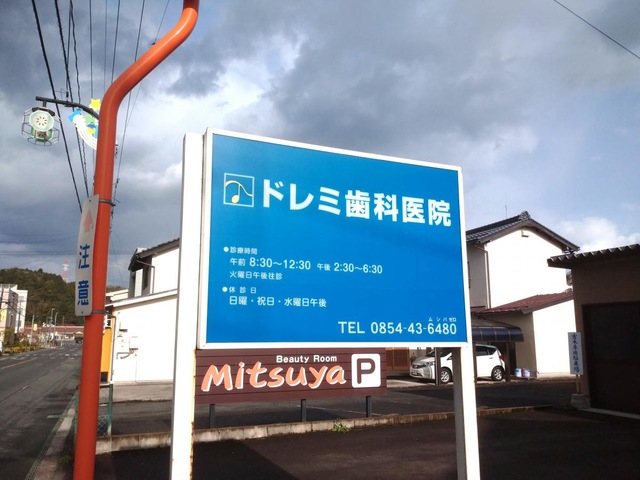 ドレミ歯科医院
●診療時間
午前 8:30〜12:30 午後 2:30〜6:30
火曜日午後往診
●休診日
日曜・祝日・水曜日午後
ムシバゼロ
TEL 0854-43-6480
Beauty Room
Mitsuya P
注意